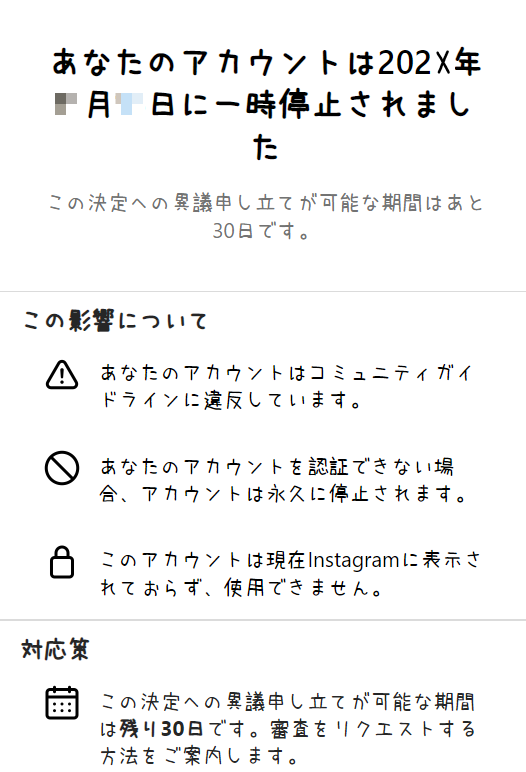 あなたのアカウントは202X年
月 日に一時停止されまし
た
この決定への異議申し立てが可能な期間はあと
30日です。
この影響について
あなたのアカウントはコミュニティガイ
ドラインに違反しています。
あなたのアカウントを認証できない場
合、アカウントは永久に停止されます。
このアカウントは現在Instagramに表示さ
れておらず、使用できません。
対応策
この決定への異議申し立てが可能な期間
は残り30日です。審査をリクエストする
方法をご案内します。